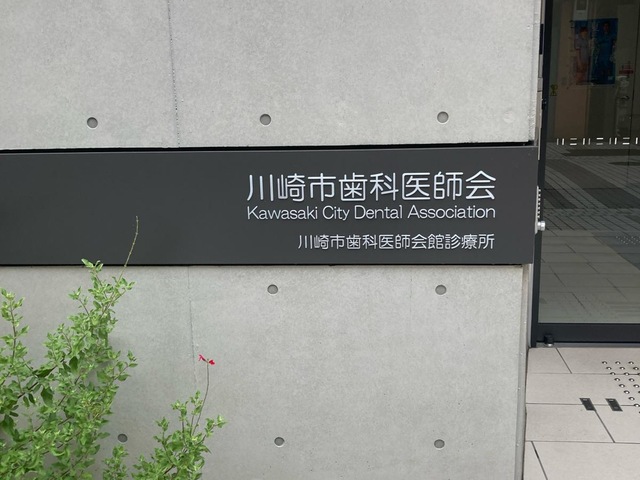 川崎市歯科医師会
Kawasaki City Dental Association
川崎市歯科医師会館診療所